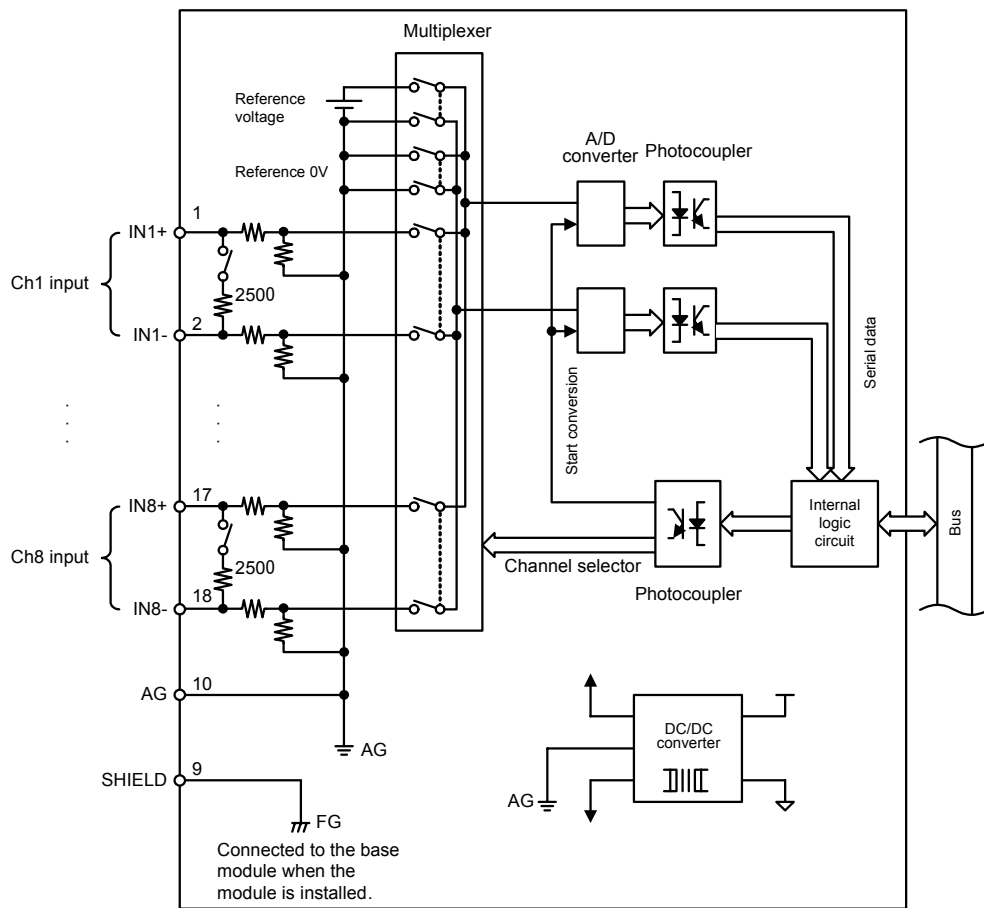 Multiplexer
Reference
voltage
A/D
converter
Photocoupler
Reference 0V
1
IN1+
Ch1 input
2500
2
IN1-
Serial data
Start conversion
17
IN8+
Ch8 input
2500
18
IN8-
Internal
logic
circuit
Bus
Channel selector
Photocoupler
10
AG
AG
DC/DC
converter
9
SHIELD
AG
FG
Connected to the base
module when the
module is installed.